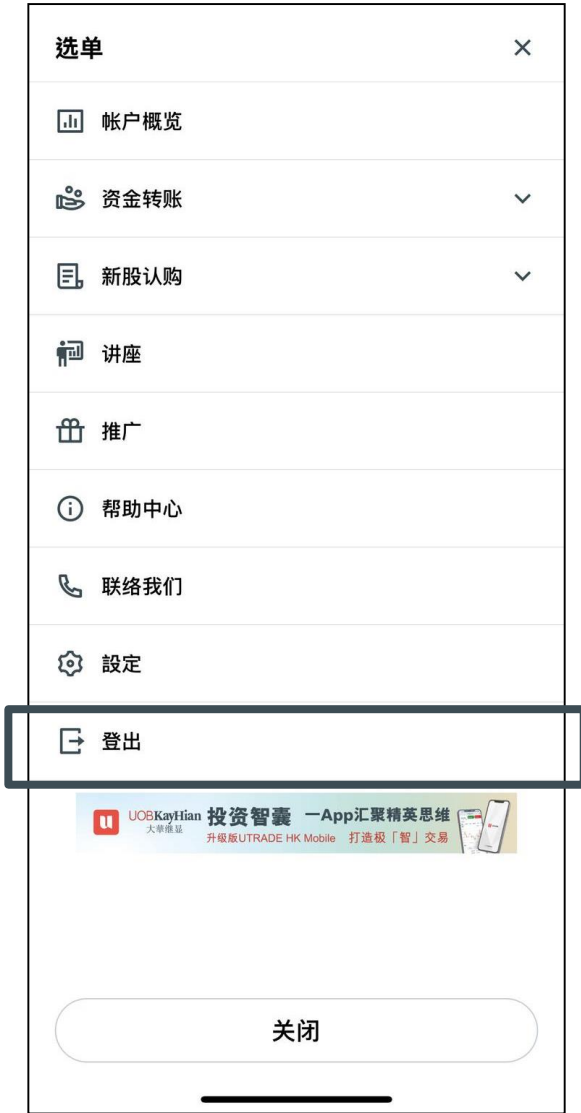 选单
帐户概览
资金转账
新股认购
讲座
推广
帮助中心
联络我们
設定
登出
UOBKayHian 投资智囊 一App汇聚精英思维
大華继显 升级版UTRADE HK Mobile 打造极「智」交易
关闭